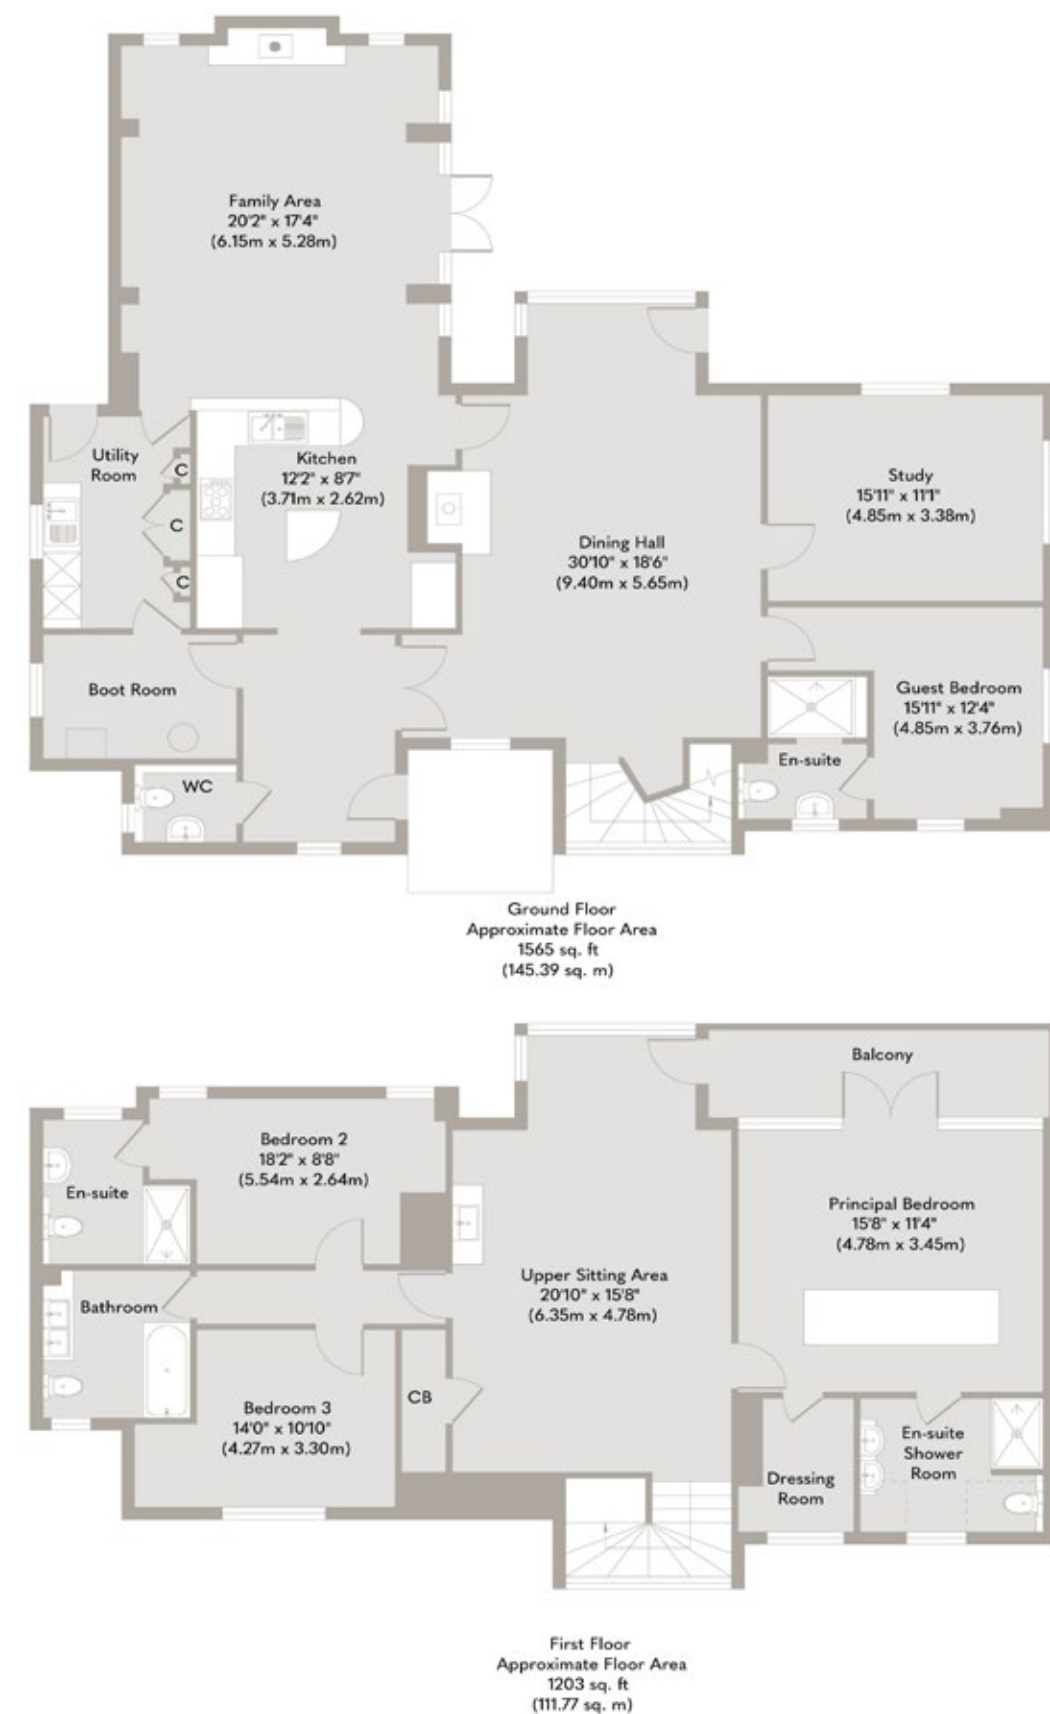 Family Area
20'2" x 17'4"
(6.15m x 5.28m)
Utility
Room
C
C
C
Kitchen
12'2" x 8'7"
(3.71m x 2.62m)
Study
15'11" x 11'1"
(4.85m x 3.38m)
Dining Hall
30'10" x 18'6"
(9.40m x 5.65m)
Boot Room
Guest Bedroom
15'11" x 12'4"
(4.85m x 3.76m)
En-suite
WC
Ground Floor
Approximate Floor Area
1565 sq. ft
(145.39 sq. m)
Balcony
Bedroom 2
18'2" x 8'8"
(5.54m x 2.64m)
En-suite
Principal Bedroom
15'8" x 11'4"
(4.78m x 3.45m)
Upper Sitting Area
20'10" x 15'8"
(6.35m x 4.78m)
Bathroom
Bedroom 3
14'0" x 10'10"
(4.27m x 3.30m)
CB
En-suite
Shower
Room
Dressing
Room
First Floor
Approximate Floor Area
1203 sq. ft
(111.77 sq. m)